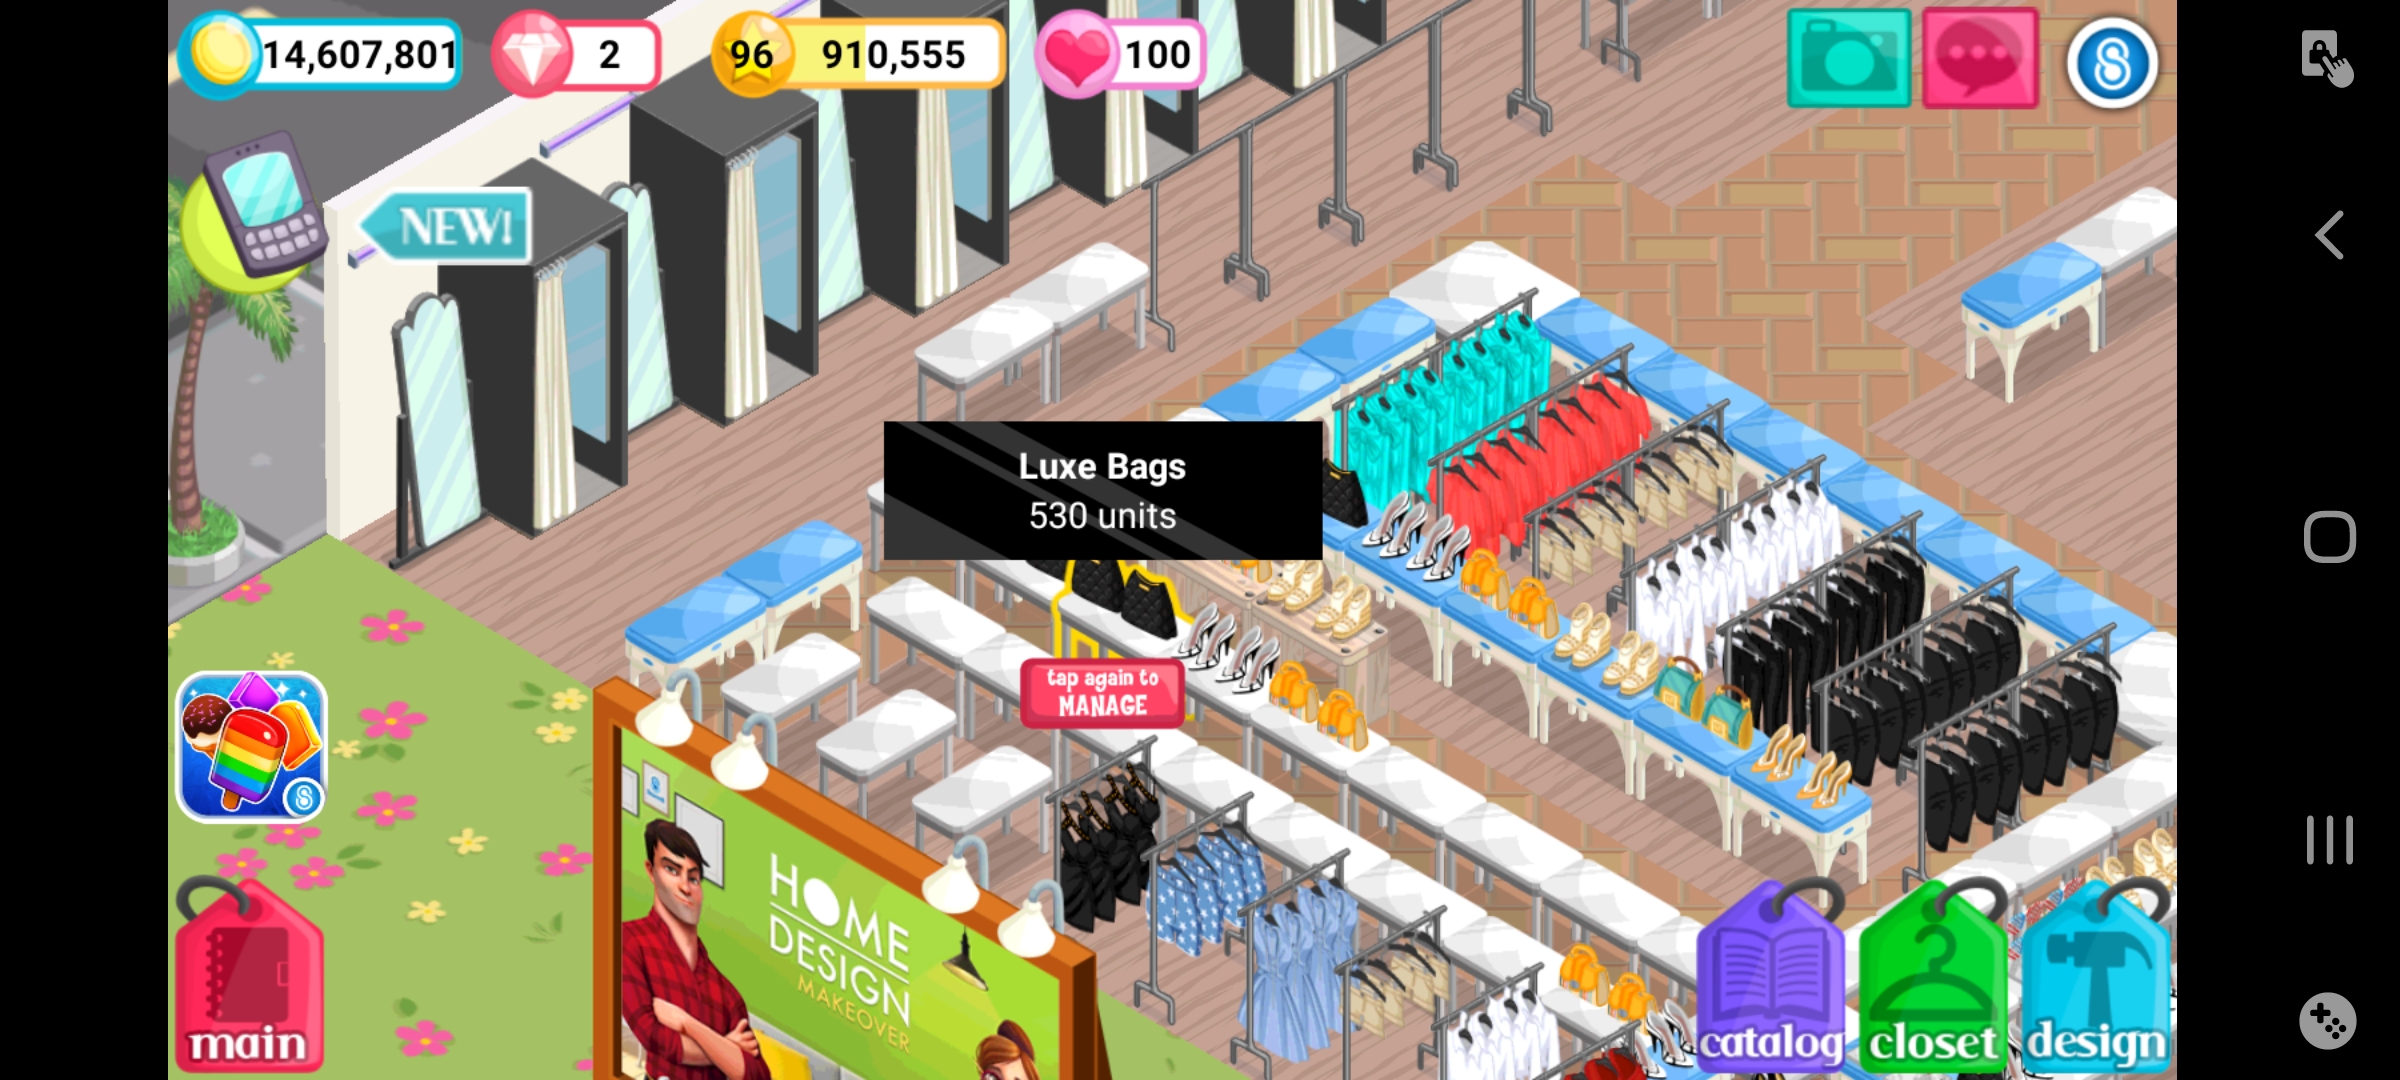 14,607,801
2
96
910,555
100
NEW!
Luxe Bags
530 units
tap again to
MANAGE
HOME
DESIGN
MAKEOVER
main
catalog
closet
design